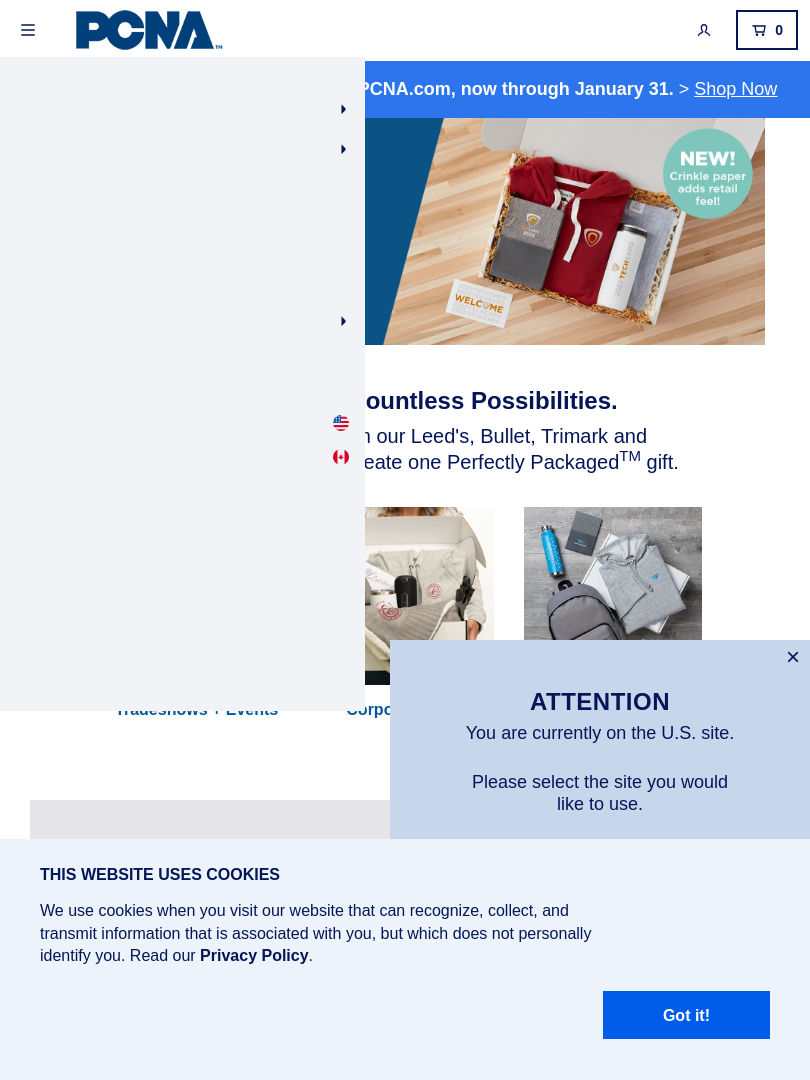 PCNA™
0
PCNA.com, now through January 31. > Shop Now
NEW!
Crinkle paper
adds retail
feel!
WELCOME
TECH
ountless Possibilities.
n our Leed's, Bullet, Trimark and
eate one Perfectly Packaged™ gift.
Tradeshows + Events
Corpo
ATTENTION
You are currently on the U.S. site.
Please select the site you would
like to use.
THIS WEBSITE USES COOKIES
We use cookies when you visit our website that can recognize, collect, and
transmit information that is associated with you, but which does not personally
identify you. Read our Privacy Policy.
Got it!